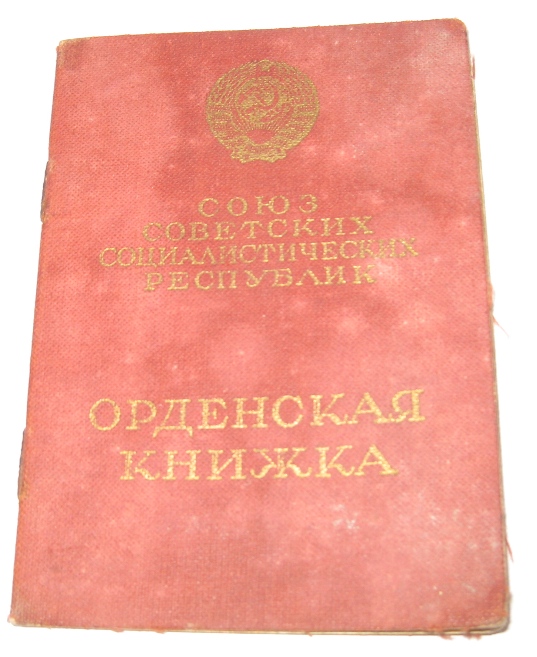 СОЮЗ
СОВЕТСКИХ
СОЦИАЛИСТИЧЕСКИХ
РЕСПУБЛИК
ОРДЕНСКАЯ
КНИЖКА